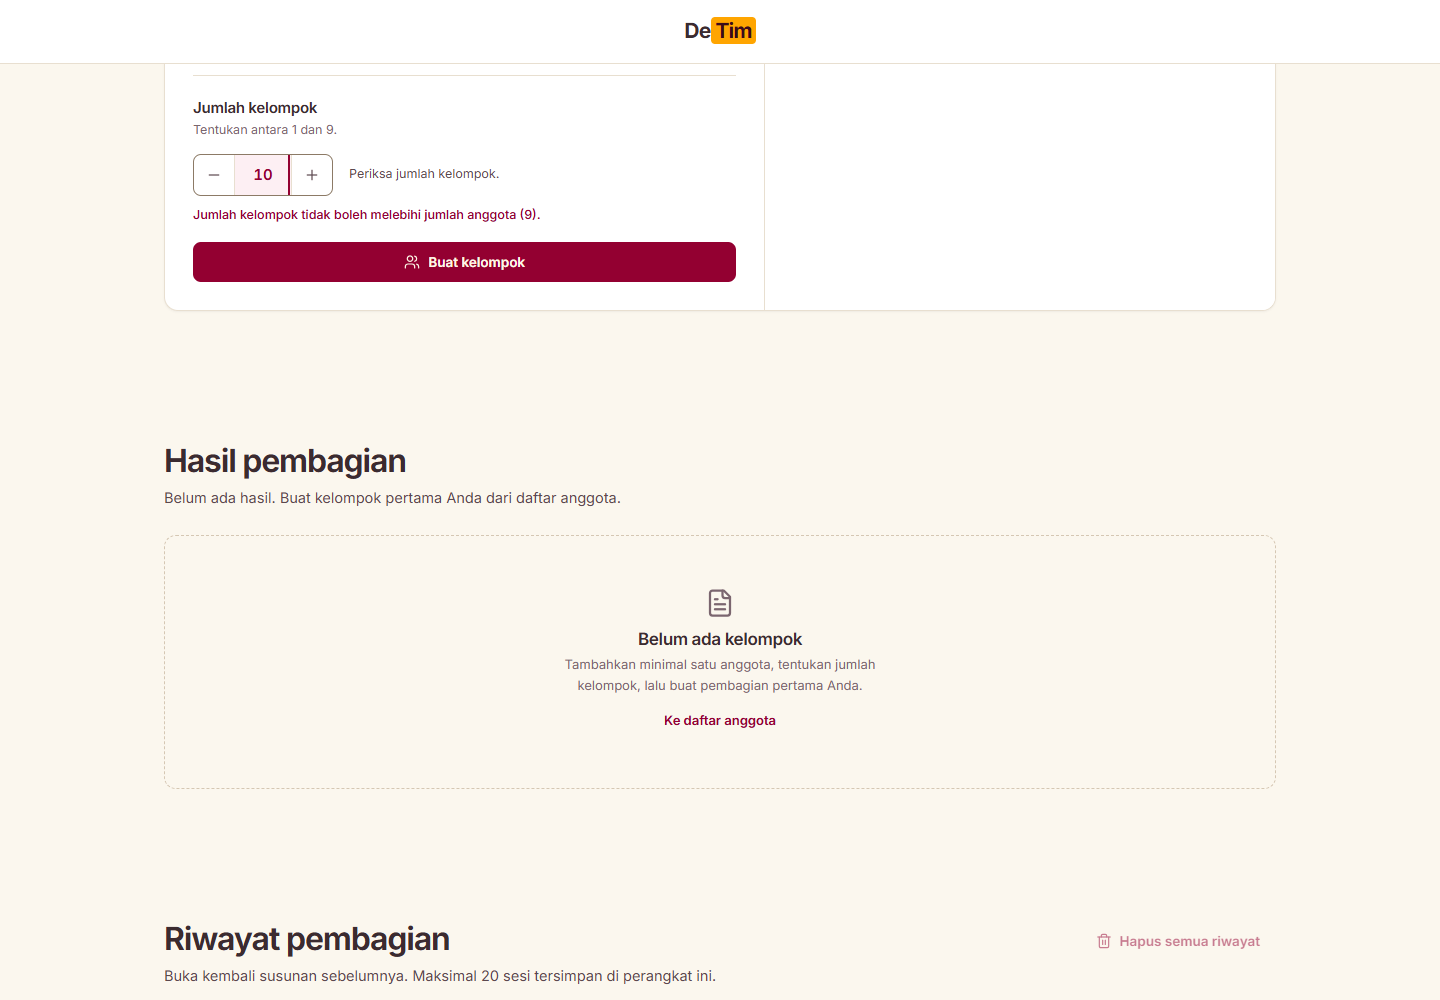 DeTim
Jumlah kelompok
Tentukan antara 1 dan 9.
10
Periksa jumlah kelompok.
Jumlah kelompok tidak boleh melebihi jumlah anggota (9).
Buat kelompok
Hasil pembagian
Belum ada hasil. Buat kelompok pertama Anda dari daftar anggota.
Belum ada kelompok
Tambahkan minimal satu anggota, tentukan jumlah
kelompok, lalu buat pembagian pertama Anda.
Ke daftar anggota
Riwayat pembagian
Hapus semua riwayat
Buka kembali susunan sebelumnya. Maksimal 20 sesi tersimpan di perangkat ini.